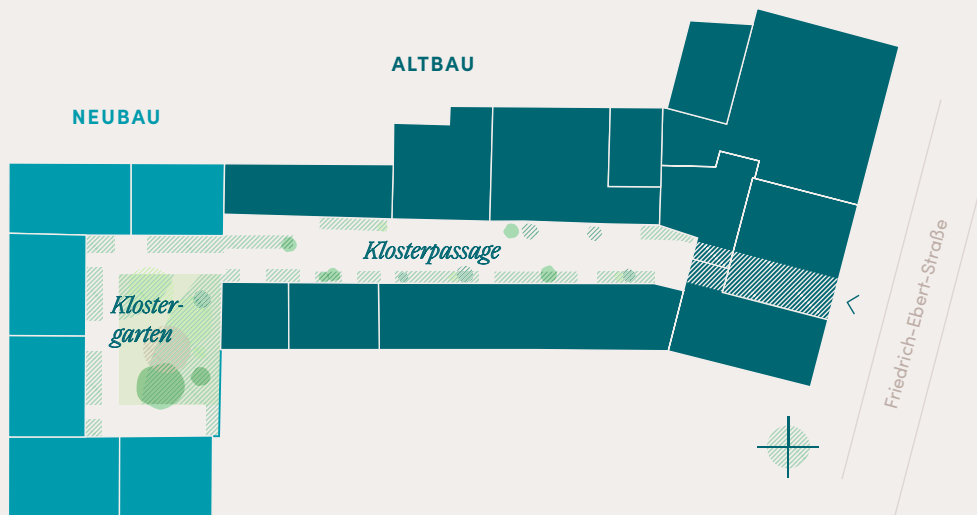 ALTBAU
NEUBAU
Klosterpassage
Kloster-
garten
Friedrich-Ebert-Straße